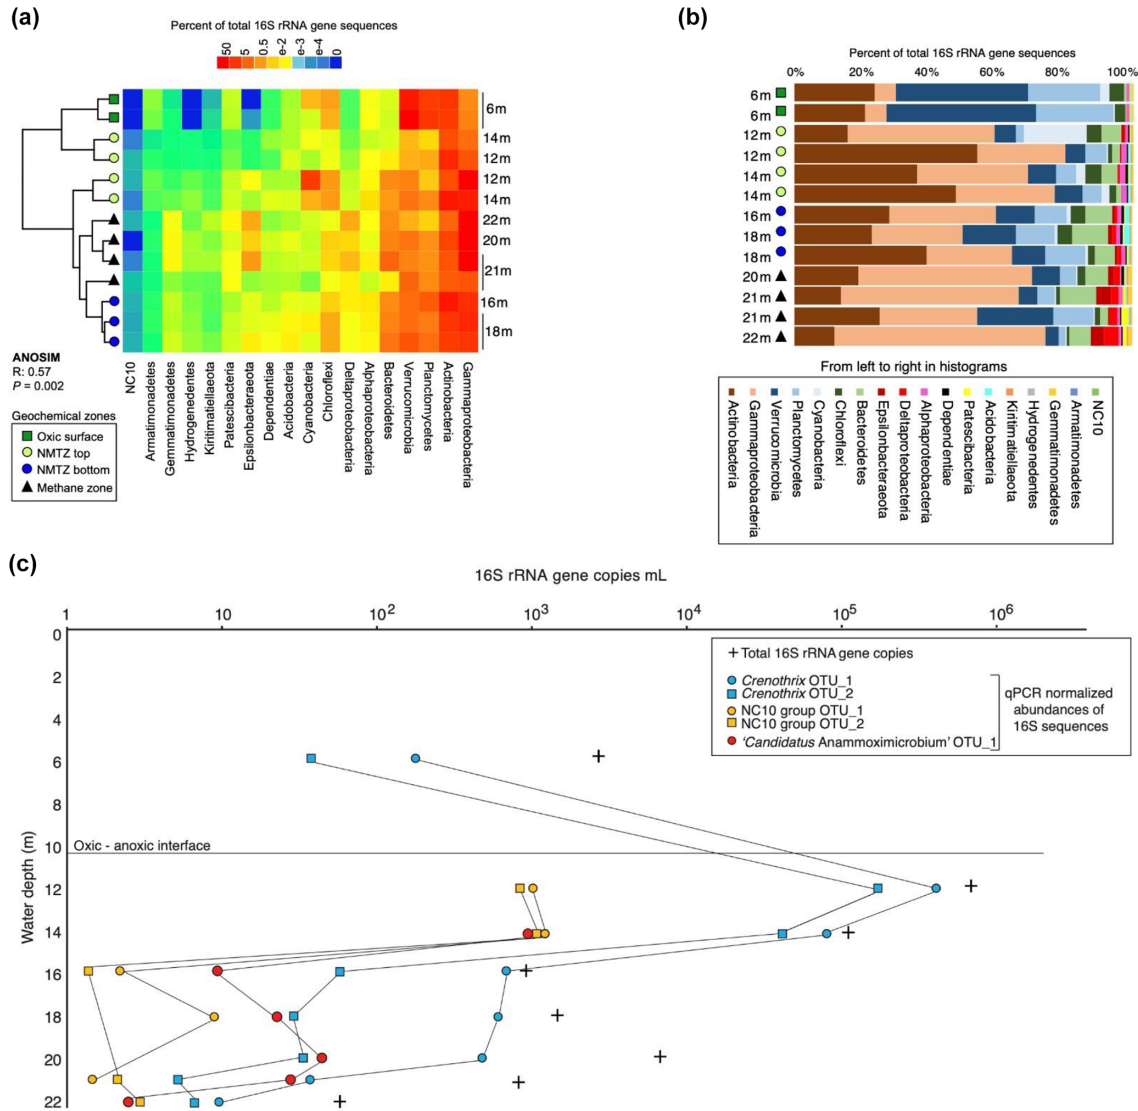 (a)
Percent of total 16S rRNA gene sequences
50
5
0.5
e-2
e-3
e-4
0
6m
14m
12m
12m
14m
22m
20m
21m
16m
18m
ANOSIM
R: 0.57
P = 0.002
NC10
Armatimonadetes
Gemmatimonadetes
Hydrogenedentes
Kiritimatiellaeota
Patescibacteria
Epsilonbacteraeota
Dependentiae
Acidobacteria
Cyanobacteria
Chloroflexi
Deltaproteobacteria
Alphaproteobacteria
Bacteroidetes
Verrucomicrobia
Planctomycetes
Actinobacteria
Gammaproteobacteria
Geochemical zones
Oxic surface
NMTZ top
NMTZ bottom
Methane zone
(b)
Percent of total 16S rRNA gene sequences
0% 20% 40% 60% 80% 100%
6m
6m
12m
12m
14m
14m
16m
18m
18m
20m
21m
21m
22m
From left to right in histograms
Actinobacteria
Gammaproteobacteria
Verruomicrobia
Planctomycetes
Cyanobacteria
Chloroflexi
Bacteroidetes
Epsilonbacteraeota
Deltaproteobacteria
Alphaproteobacteria
Dependentiae
Patescibacteria
Acidobacteria
Kiritimatiellaeota
Hydrogenedentes
Gemmatimonadetes
Armatimonadetes
NC10
(c)
16S rRNA gene copies mL
1 10 10² 10³ 10⁴ 10⁵ 10⁶
Water depth (m)
0
2
4
6
8
10
12
14
16
18
20
22
Oxic - anoxic interface
Total 16S rRNA gene copies
Crenothrix OTU_1
Crenothrix OTU_2
NC10 group OTU_1
NC10 group OTU_2
'Candidatus Anammoximicrobium' OTU_1
qPCR normalized
abundances of
16S sequences